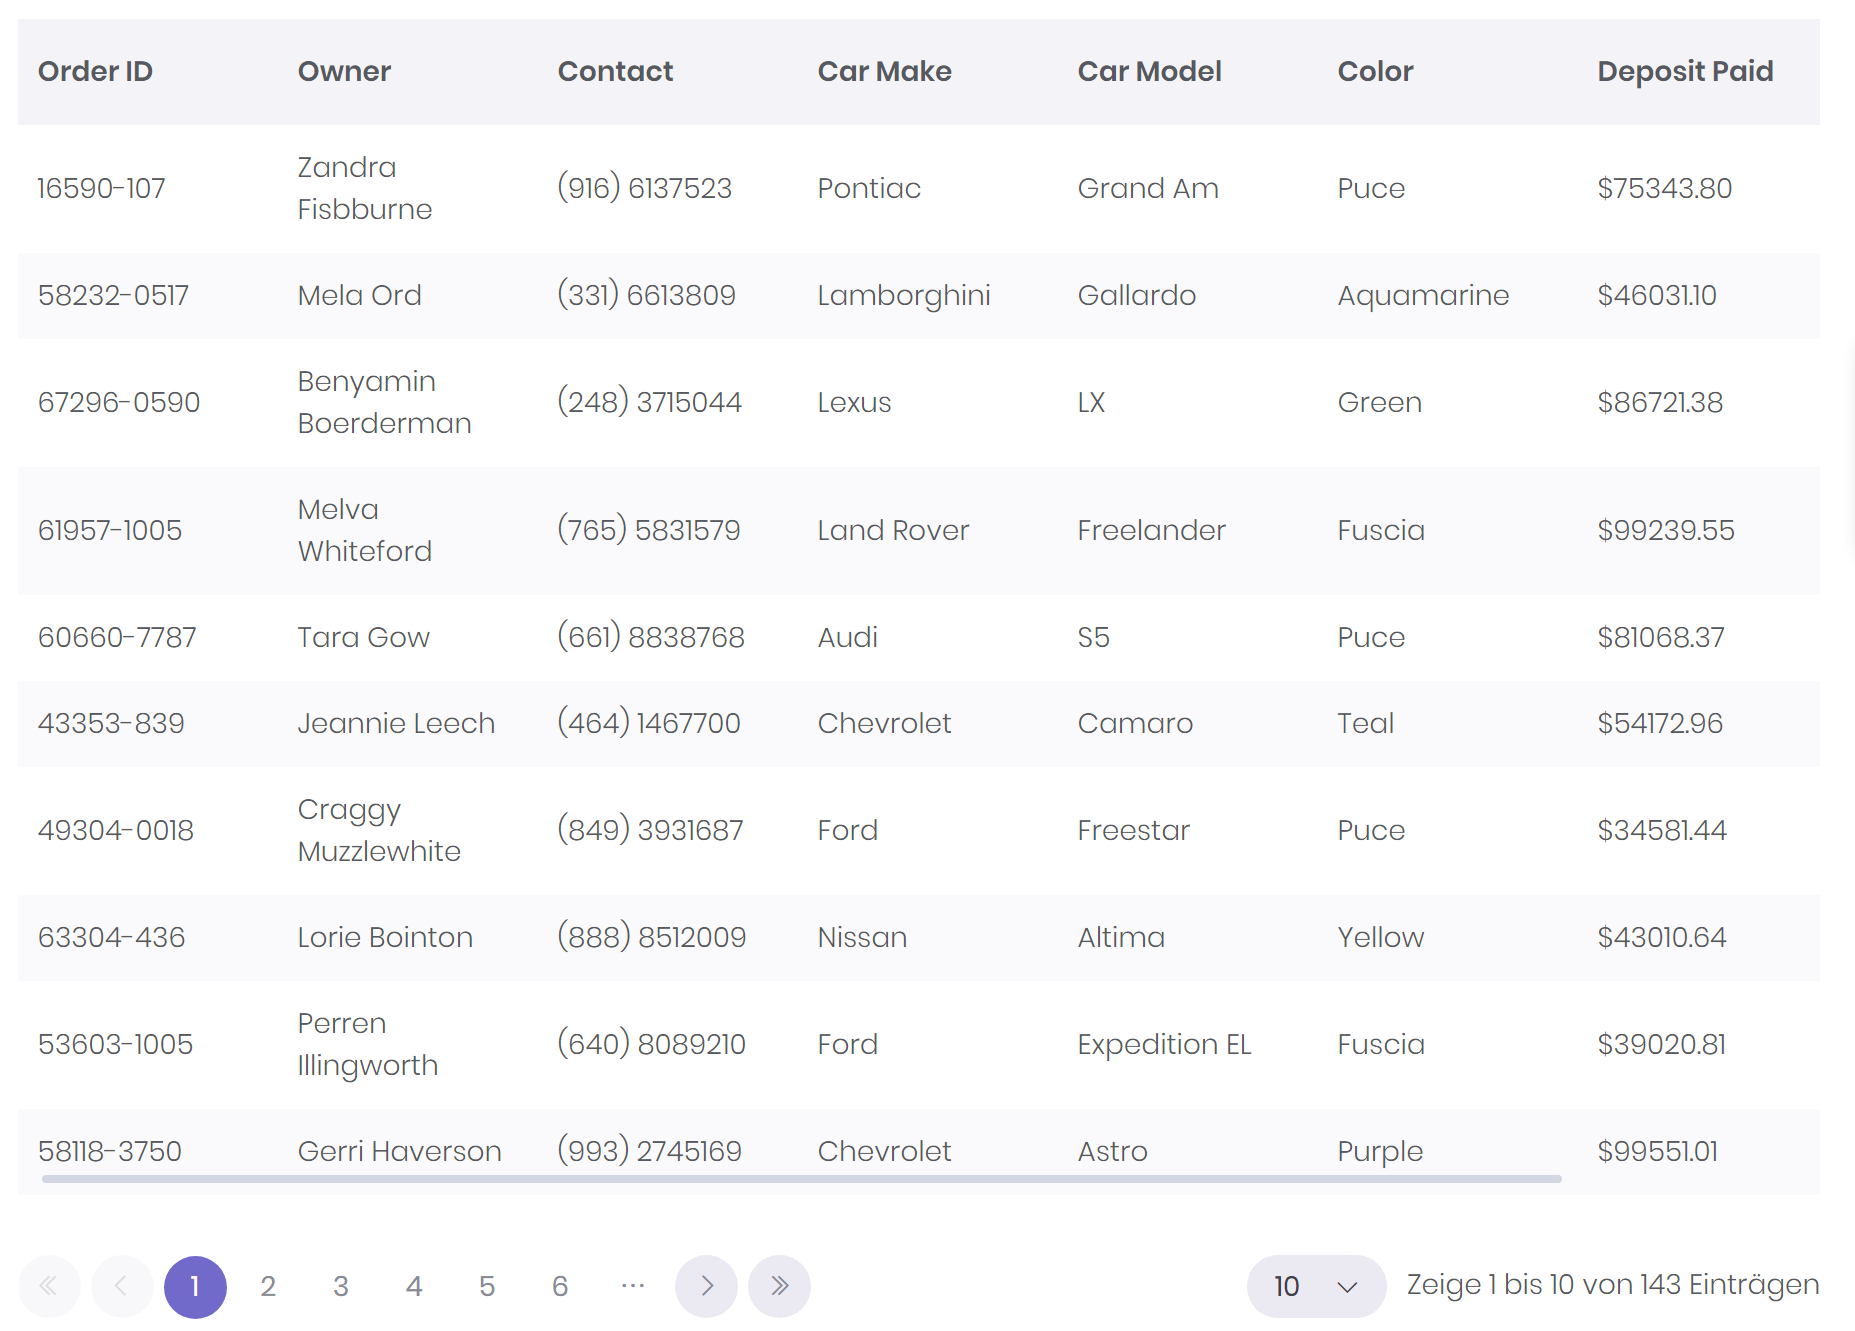 Order ID Owner Contact Car Make Car Model Color Deposit Paid
16590-107 Zandra Fisbburne (916) 6137523 Pontiac Grand Am Puce $75343.80
58232-0517 Mela Ord (331) 6613809 Lamborghini Gallardo Aquamarine $46031.10
67296-0590 Benyamin Boerderman (248) 3715044 Lexus LX Green $86721.38
61957-1005 Melva Whiteford (765) 5831579 Land Rover Freelander Fuscia $99239.55
60660-7787 Tara Gow (661) 8838768 Audi S5 Puce $81068.37
43353-839 Jeannie Leech (464) 1467700 Chevrolet Camaro Teal $54172.96
49304-0018 Craggy Muzzlewhite (849) 3931687 Ford Freestar Puce $34581.44
63304-436 Lorie Bointon (888) 8512009 Nissan Altima Yellow $43010.64
53603-1005 Perren Illingworth (640) 8089210 Ford Expedition EL Fuscia $39020.81
58118-3750 Gerri Haverson (993) 2745169 Chevrolet Astro Purple $99551.01
1 2 3 4 5 6 ... 10 Zeige 1 bis 10 von 143 Einträgen